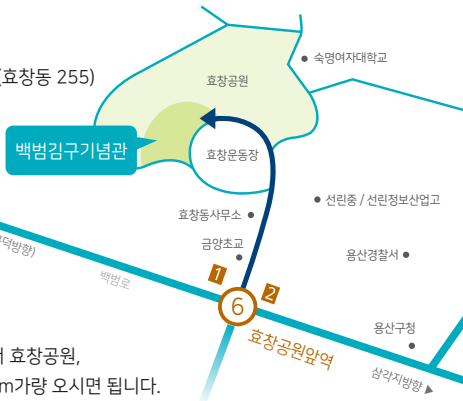 숙명여자대학교
효창공원
(효창동 255)
백범김구기념관
효창운동장
선린중 / 선린정보산업고
효창동사무소
금양초교
용산경찰서
덕방향)
백범로
1
2
6
효창공원앞역
용산구청
삼각지방향 ▶
효창공원,
m가량 오시면 됩니다.